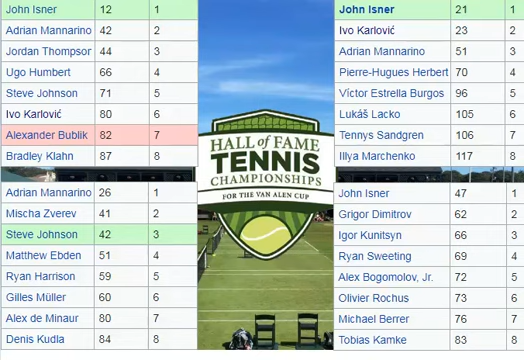 John Isner 12 1
Adrian Mannarino 42 2
Jordan Thompsor 44 3
Ugo Humbert 66 4
Steve Johnson 71 5
Ivo Karlović 80 6
Alexander Bublik 82 7
Bradley Klahn 87 8
Adrian Mannarino 26 1
Mischa Zverev 41 2
Steve Johnson 42 3
Matthew Ebden 51 4
Ryan Harrison 59 5
Gilles Müller 60 6
Alex de Minaur 80 7
Denis Kudla 84 8
HALL of FAME
TENNIS
CHAMPIONSHIPS
FOR THE VAN ALEN CUP
John Isner 21 1
Ivo Karlović 23 2
Adrian Mannarino 51 3
Pierre-Hugues Herbert 70 4
Víctor Estrella Burgos 96 5
Lukáš Lacko 105 6
Tennys Sandgren 106 7
Illya Marchenko 117 8
John Isner 47 1
Grigor Dimitrov 62 2
Igor Kunitsyn 66 3
Ryan Sweeting 69 4
Alex Bogomolov, Jr. 72 5
Olivier Rochus 73 6
Michael Berrer 76 7
Tobias Kamke 83 8